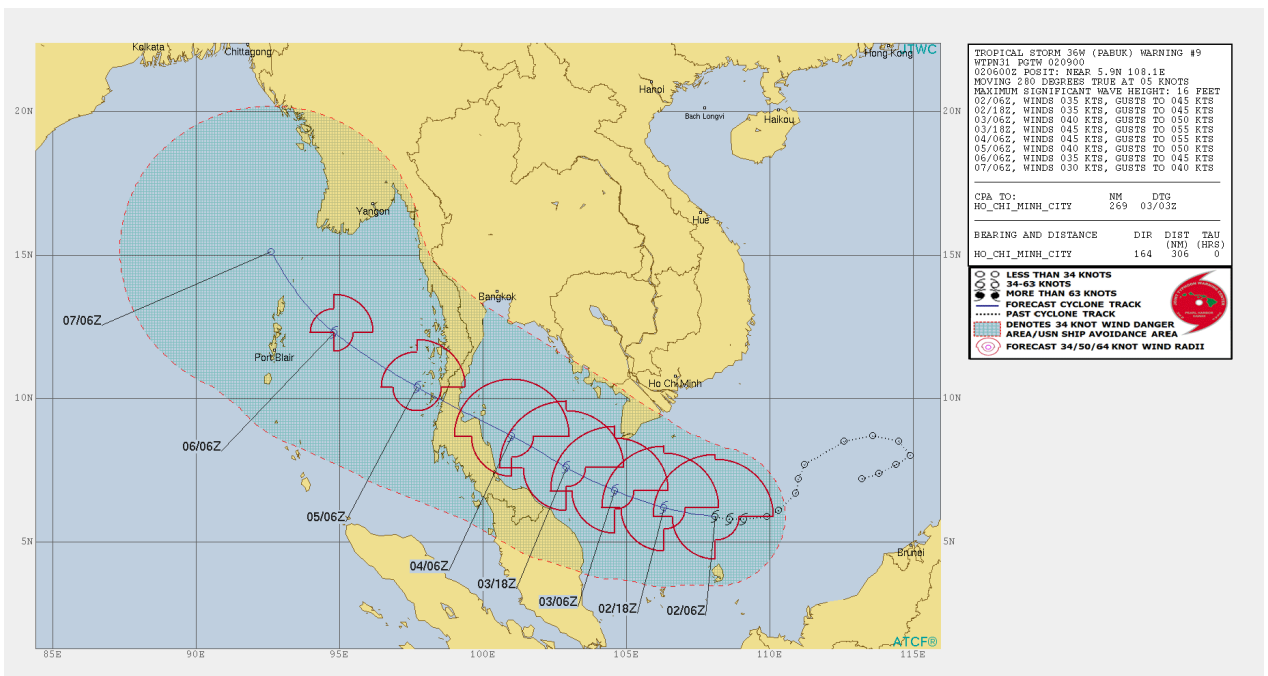 Kolkata
Chittagong
JTWC
Hong Kong
Hanoi
Bach Longvi
Haikou
20N
20N
Yangon
Hue
15N
15N
Bangkok
07/06Z
Port Blair
Ho Chi Minh
10N
10N
06/06Z
05/06Z
5N
5N
Brunei
04/06Z
03/18Z
03/06Z
02/18Z
02/06Z
ATCF®
85E
90E
95E
100E
105E
110E
115E
TROPICAL STORM 36W (PABUK) WARNING #9
WTPN31 PGTW 020900
020600Z POSIT: NEAR 5.9N 108.1E
MOVING 280 DEGREES TRUE AT 05 KNOTS
MAXIMUM SIGNIFICANT WAVE HEIGHT: 16 FEET
02/06Z, WINDS 035 KTS, GUSTS TO 045 KTS
02/18Z, WINDS 035 KTS, GUSTS TO 045 KTS
03/06Z, WINDS 040 KTS, GUSTS TO 050 KTS
03/18Z, WINDS 045 KTS, GUSTS TO 055 KTS
04/06Z, WINDS 045 KTS, GUSTS TO 055 KTS
05/06Z, WINDS 040 KTS, GUSTS TO 050 KTS
06/06Z, WINDS 035 KTS, GUSTS TO 045 KTS
07/06Z, WINDS 030 KTS, GUSTS TO 040 KTS
CPA TO: NM DTG
HO_CHI_MINH_CITY 269 03/03Z
BEARING AND DISTANCE DIR DIST TAU
(NM) (HRS)
HO_CHI_MINH_CITY 164 306 0
LESS THAN 34 KNOTS
34-63 KNOTS
MORE THAN 63 KNOTS
FORECAST CYCLONE TRACK
PAST CYCLONE TRACK
DENOTES 34 KNOT WIND DANGER
AREA/USN SHIP AVOIDANCE AREA
FORECAST 34/50/64 KNOT WIND RADII